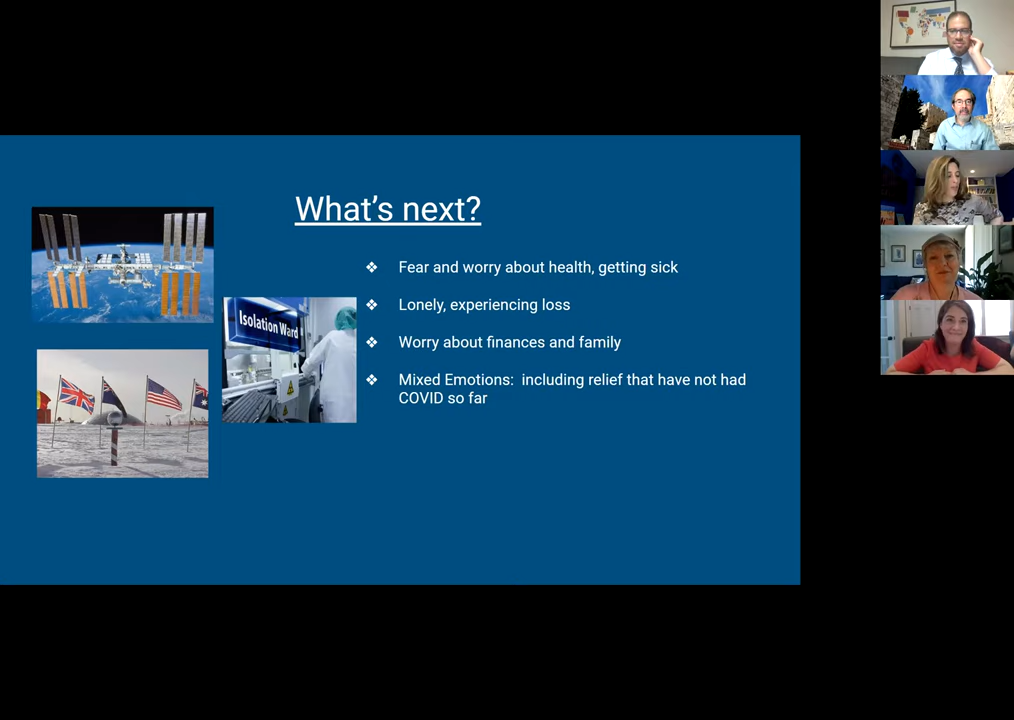 What's next?
❖ Fear and worry about health, getting sick
❖ Lonely, experiencing loss
Isolation Ward
❖ Worry about finances and family
❖ Mixed Emotions:  including relief that have not had
COVID so far